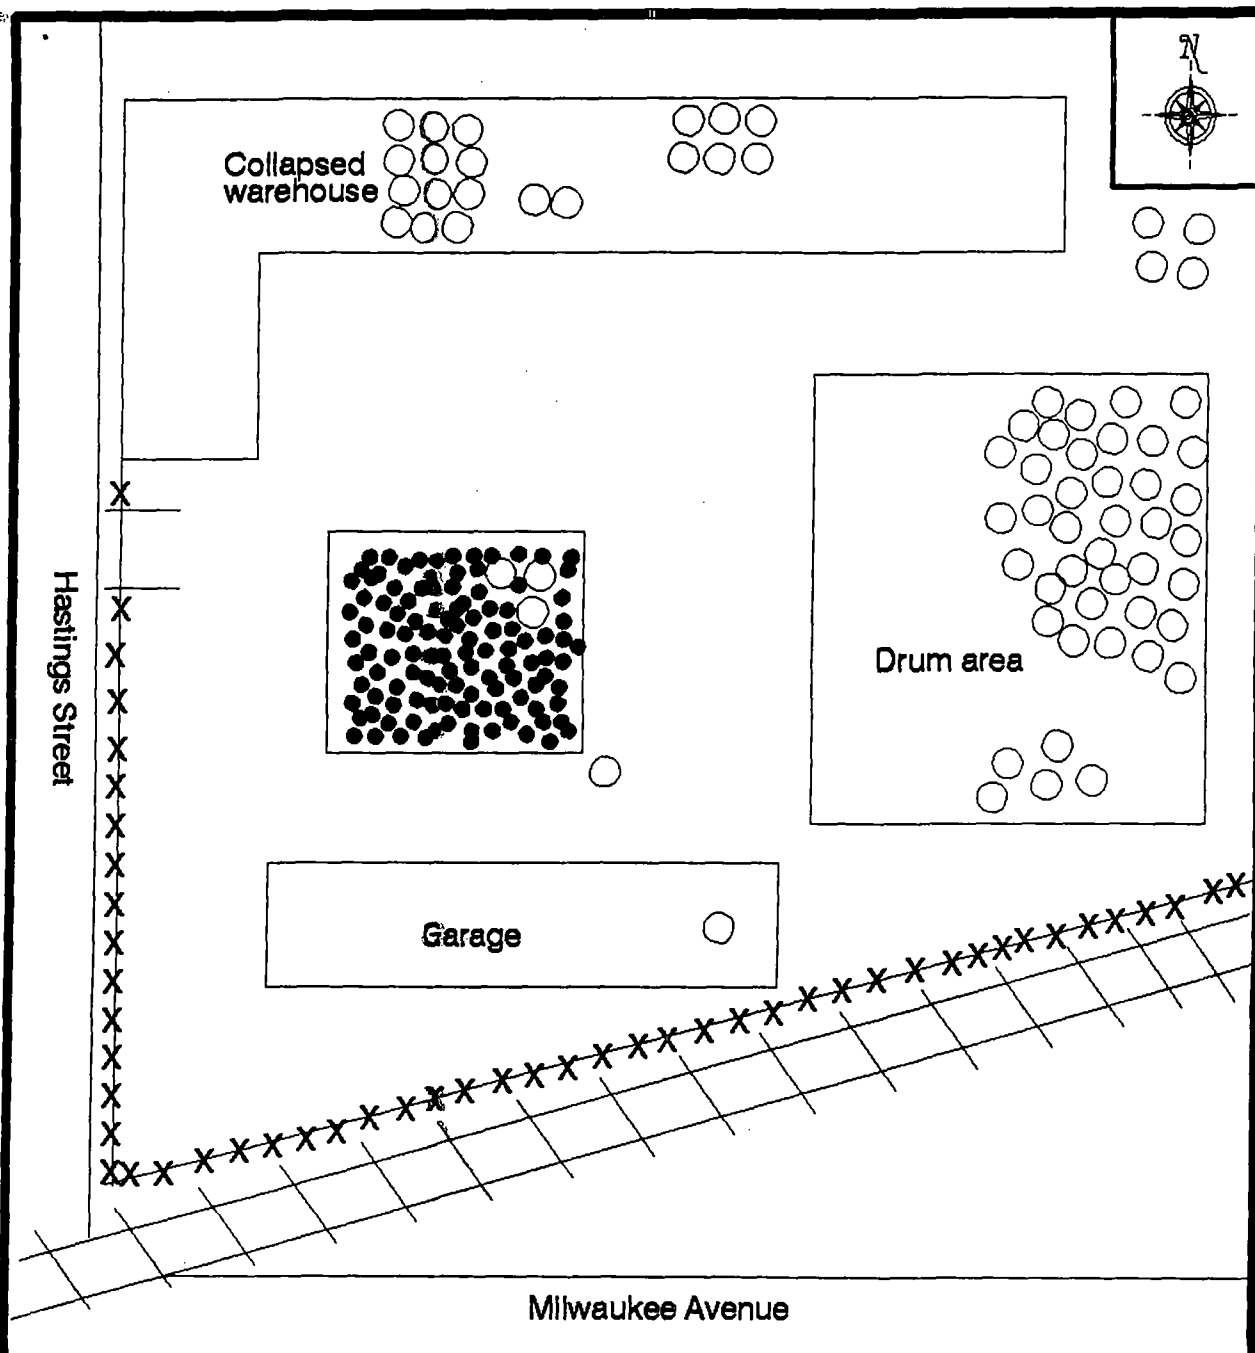 N
Collapsed
warehouse
Hastings Street
Drum area
Garage
Milwaukee Avenue